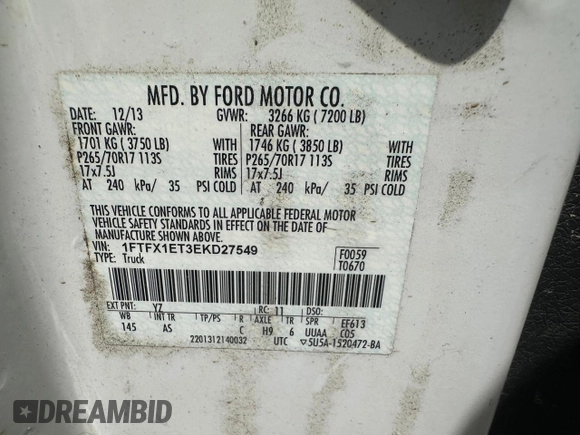 MFD. BY FORD MOTOR CO.
DATE: 12/13 GVWR: 3266 KG ( 7200 LB)
FRONT GAWR: REAR GAWR:
1701 KG ( 3750 LB) WITH 1746 KG ( 3850 LB) WITH
P265/70R17 113S TIRES P265/70R17 113S TIRES
17x7.5J RIMS 17x7.5J RIMS
AT 240 kPa/ 35 PSI COLD AT 240 kPa/ 35 PSI COLD
THIS VEHICLE CONFORMS TO ALL APPLICABLE FEDERAL MOTOR
VEHICLE SAFETY STANDARDS IN EFFECT ON THE DATE OF
MANUFACTURE SHOWN ABOVE.
VIN: 1FTFX1ET3EKD27549 F0059
TYPE: Truck T0670
EXT PNT: YZ RC: 11 DSO:
WB INT TR TP/PS R AXLE TR SPR EF613
145 AS C H9 6 UUAA C05
2201312140032 UTC ▽5U5A-1520472-BA
DREAMBID